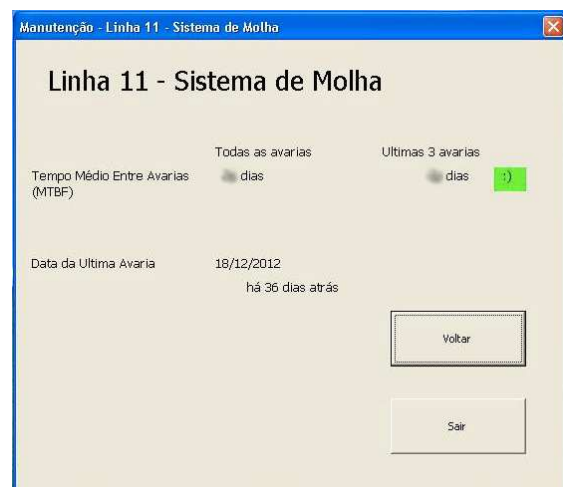 Manutenção - Linha 11 - Sistema de Molha
Linha 11 - Sistema de Molha
Todas as avarias Ultimas 3 avarias
Tempo Médio Entre Avarias dias dias :)
(MTBF)
Data da Ultima Avaria 18/12/2012
há 36 dias atrás
Voltar
Sair